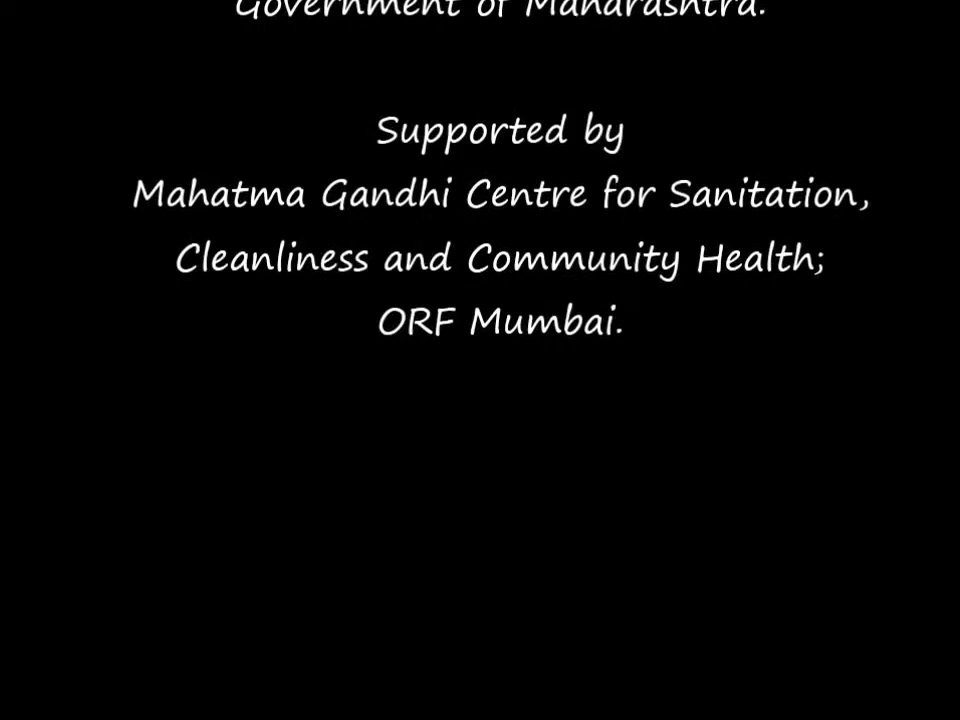 Government of Maharashtra.
Supported by
Mahatma Gandhi Centre for Sanitation,
Cleanliness and Community Health;
ORF Mumbai.